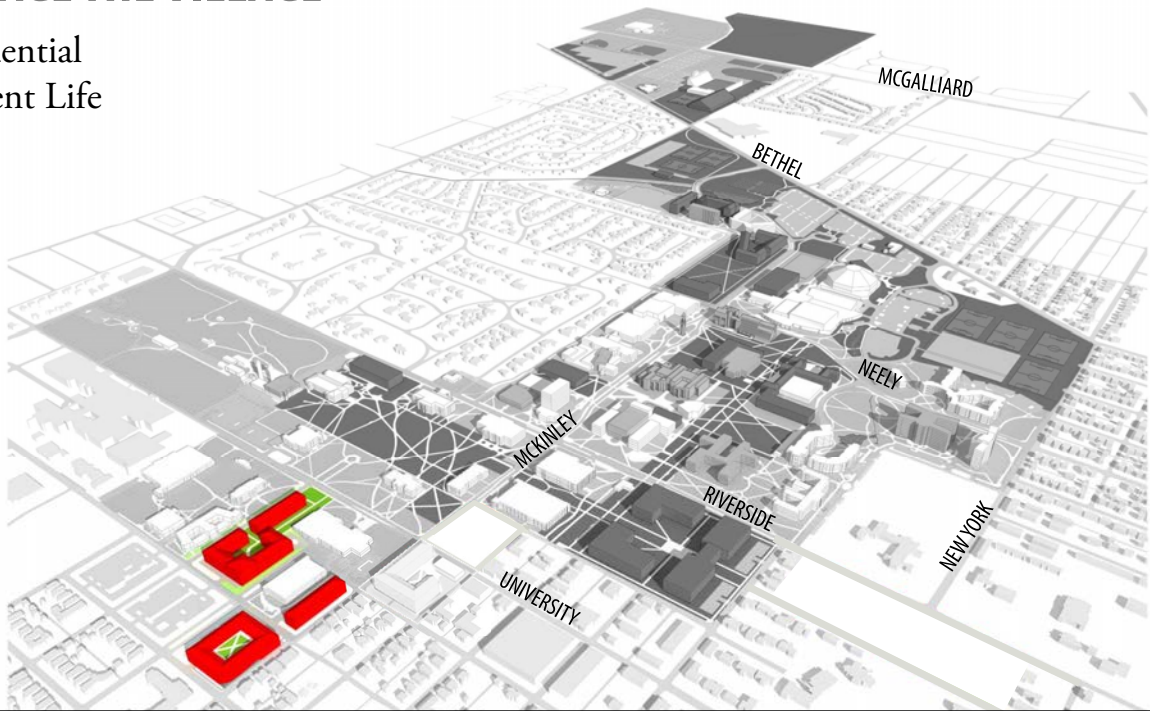 ential
ent Life
MCGALLIARD
BETHEL
NEELY
MCKINLEY
RIVERSIDE
NEW YORK
UNIVERSITY